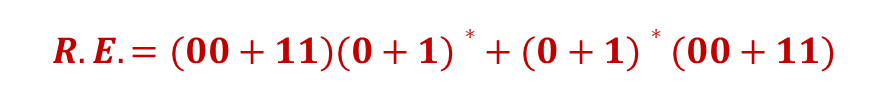 R.E.= (00 + 11)(0 + 1)* + (0 + 1)*(00 + 11)